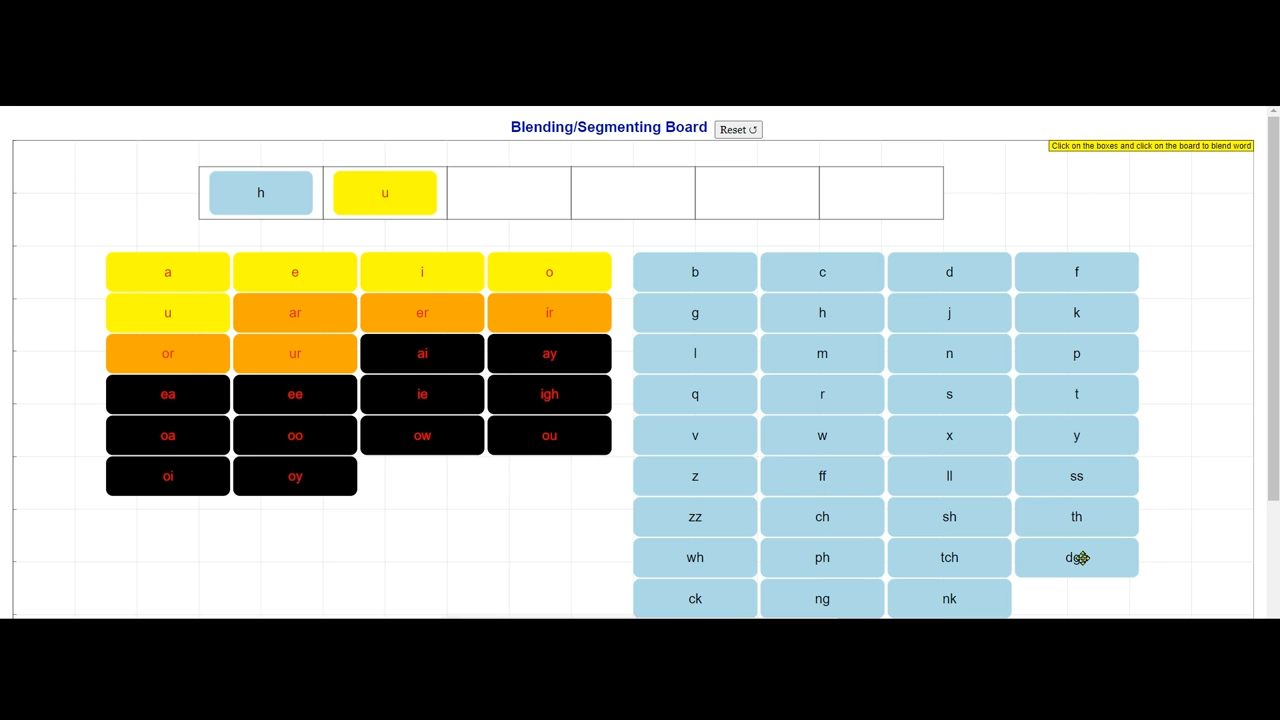 Blending/Segmenting Board Reset ↺
Click on the boxes and click on the board to blend word
h u
a e i o b c d f
u ar er ir g h j k
or ur ai ay l m n p
ea ee ie igh q r s t
oa oo ow ou v w x y
oi oy z ff ll ss
zz ch sh th
wh ph tch
ck ng nk